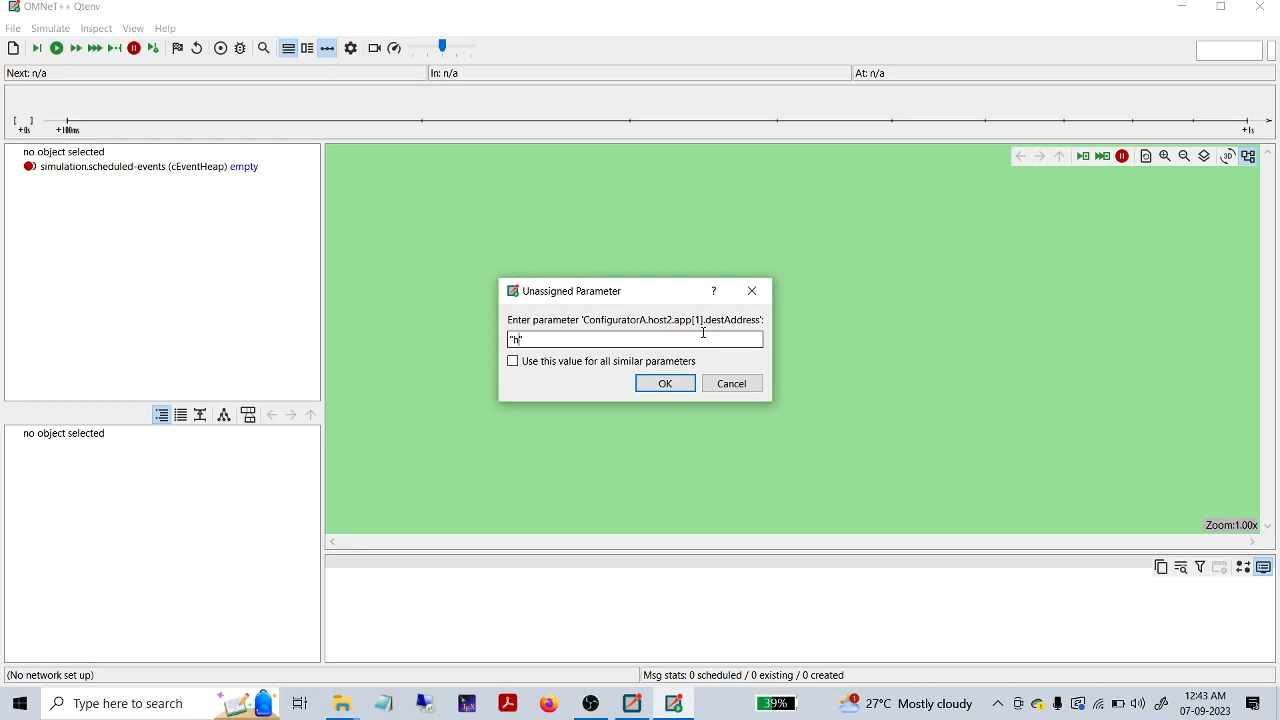 OMNeT++ Qtenv
File Simulate Inspect View Help
Next: n/a In: n/a At: n/a
[ ] +0s +100ms +1s
no object selected
simulation.scheduled-events (cEventHeap) empty
3D
Unassigned Parameter ?
Enter parameter 'ConfiguratorA.host2.app[1].destAddress':
"h"
Use this value for all similar parameters
OK Cancel
no object selected
Zoom:1.00x
(No network set up) Msg stats: 0 scheduled / 0 existing / 0 created
Type here to search
39%
27°C Mostly cloudy
12:43 AM
07-09-2023